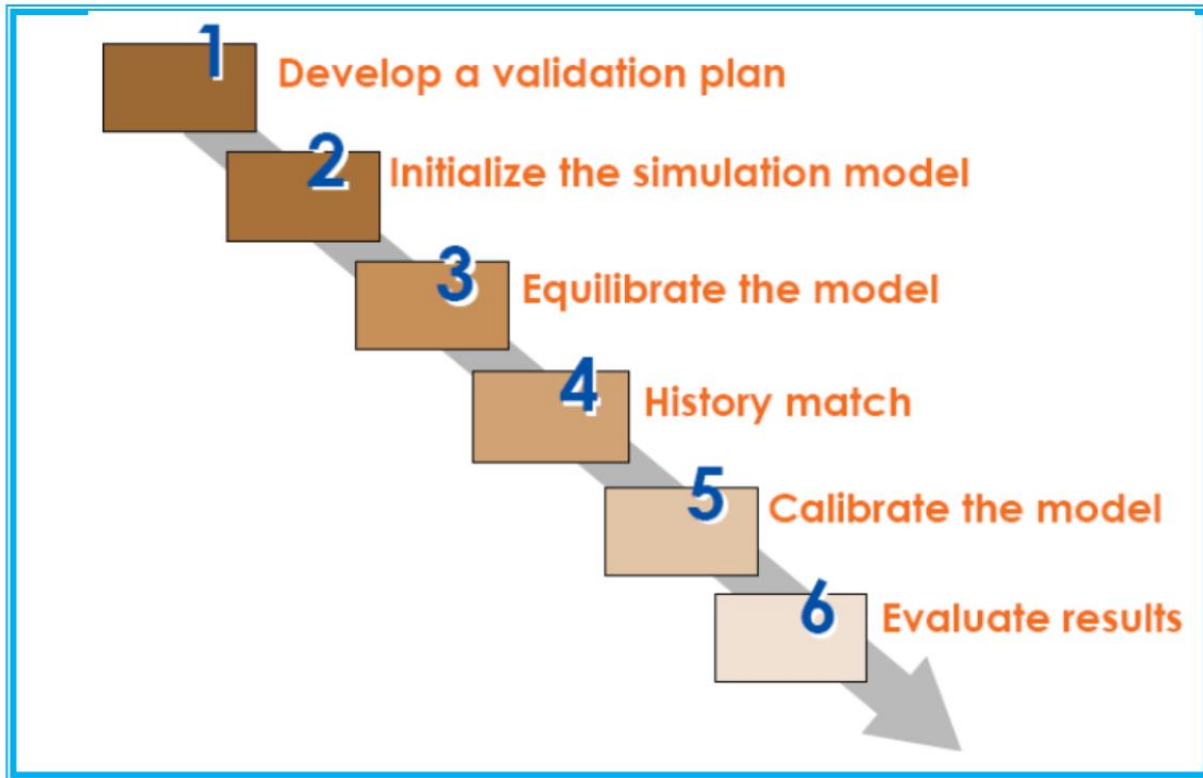 1
Develop a validation plan
2
Initialize the simulation model
3
Equilibrate the model
4
History match
5
Calibrate the model
6
Evaluate results